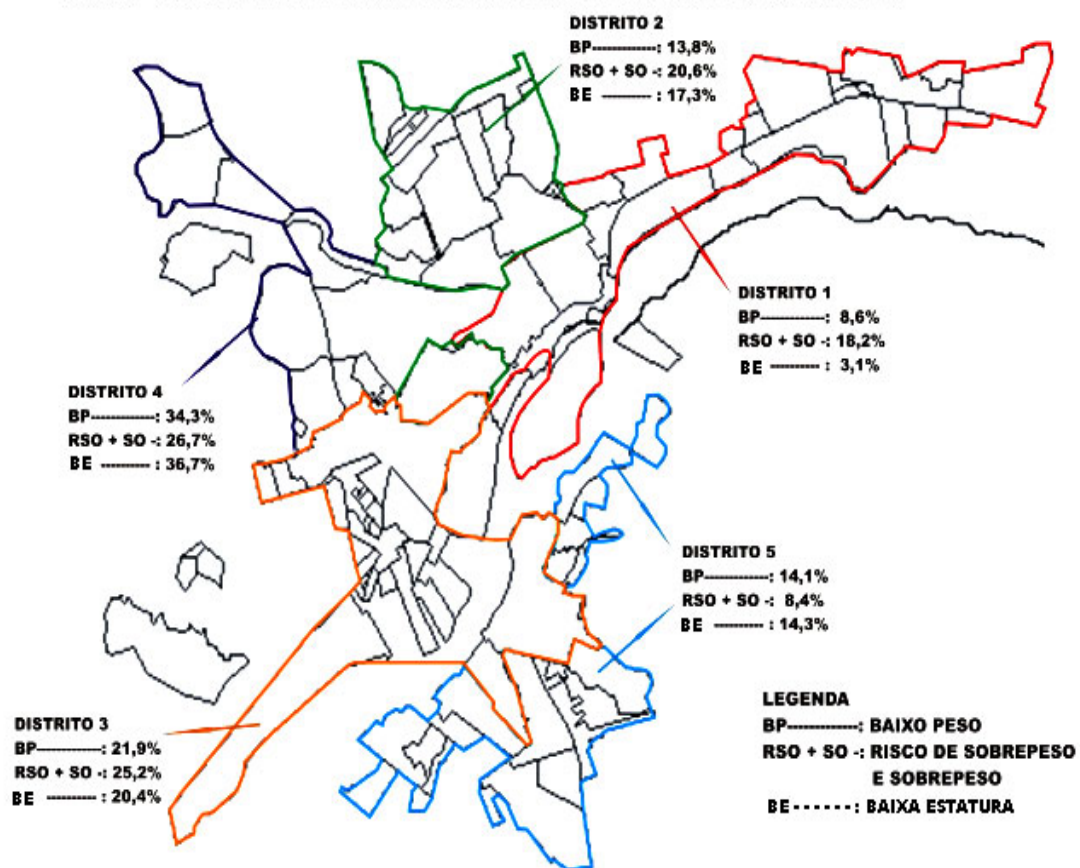 DISTRITO 2
BP-------------: 13,8%
RSO + SO -: 20,6%
BE --------- : 17,3%
DISTRITO 1
BP-------------: 8,6%
RSO + SO -: 18,2%
BE --------- : 3,1%
DISTRITO 4
BP-------------: 34,3%
RSO + SO -: 26,7%
BE --------- : 36,7%
DISTRITO 5
BP-------------: 14,1%
RSO + SO -: 8,4%
BE --------- : 14,3%
DISTRITO 3
BP-------------: 21,9%
RSO + SO -: 25,2%
BE --------- : 20,4%
LEGENDA
BP-------------: BAIXO PESO
RSO + SO -: RISCO DE SOBREPESO
E SOBREPESO
BE ------: BAIXA ESTATURA